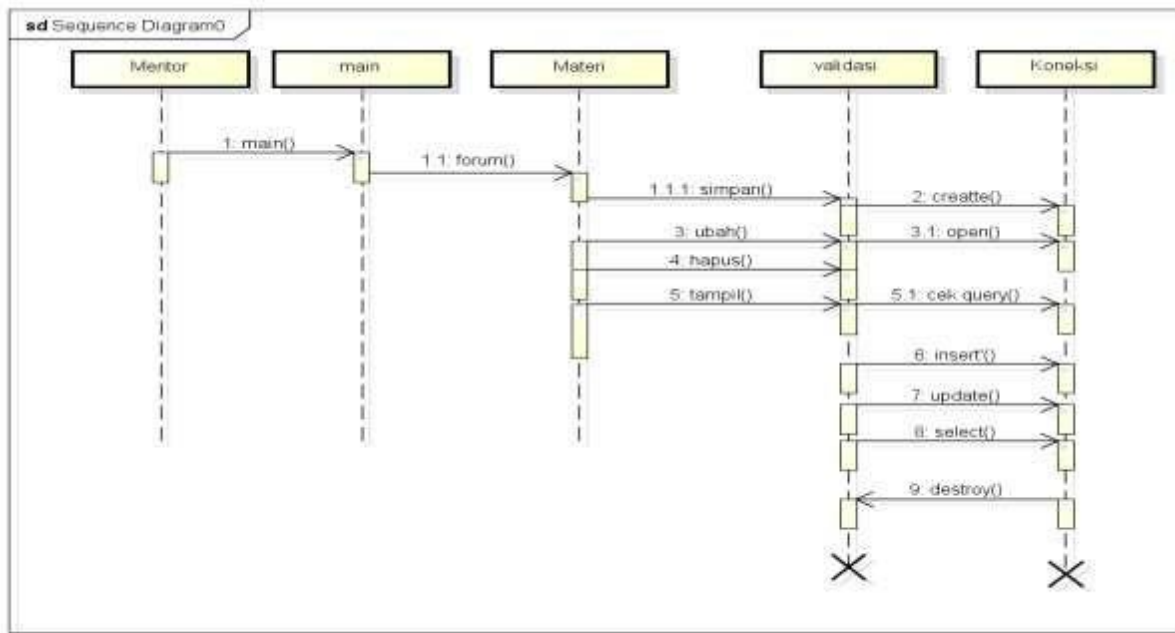 sd Sequence Diagram0
Mentor
main
Materi
validasi
Koneksi
1: main()
1.1: forum()
1.1.1: simpan()
2: creatte()
3: ubah()
3.1: open()
4: hapus()
5: tampil()
5.1: cek query()
6: insert'()
7: update()
8: select()
9: destroy()